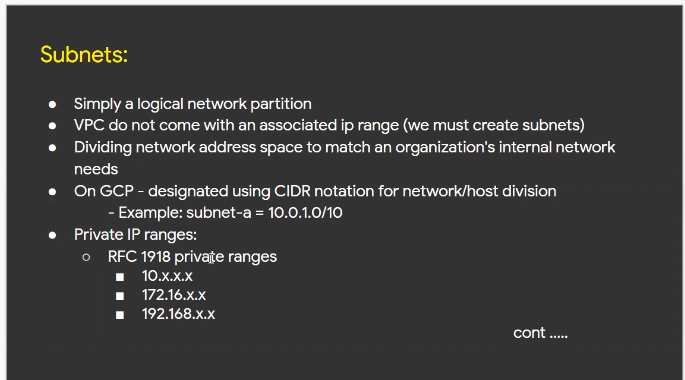 Subnets:
● Simply a logical network partition
● VPC do not come with an associated ip range (we must create subnets)
● Dividing network address space to match an organization's internal network
needs
● On GCP - designated using CIDR notation for network/host division
- Example: subnet-a = 10.0.1.0/10
● Private IP ranges:
○ RFC 1918 private ranges
■ 10.x.x.x
■ 172.16.x.x
■ 192.168.x.x
cont .....